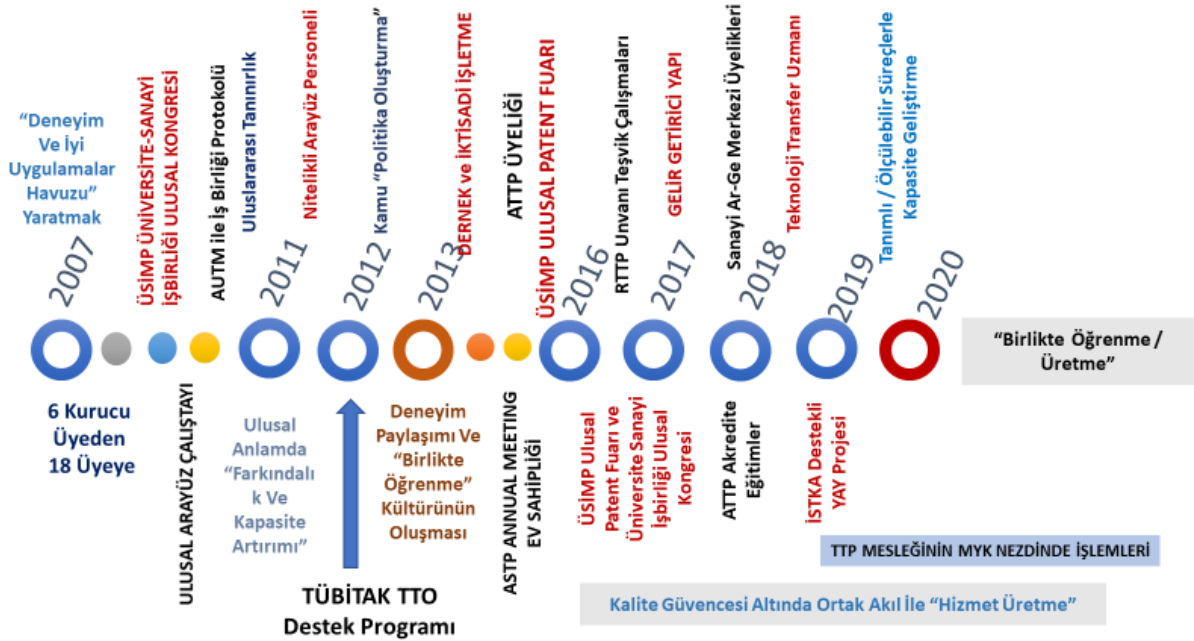 “Deneyim
Ve İyi
Uygulamalar
Havuzu”
Yaratmak
2007
ÜSİMP ÜNİVERSİTE-SANAYİ
İŞBİRLİĞİ ULUSAL KONGRESİ
AUTM ile İş Birliği Protokolü
Uluslararası Tanınırlık
2011
Nitelikli Arayüz Personeli
2012
Kamu “Politika Oluşturma”
2013
DERNEK ve İKTİSADİ İŞLETME
ATTP ÜYELİĞİ
ÜSİMP ULUSAL PATENT FUARI
2016
RTTP Unvanı Teşvik Çalışmaları
2017
GELİR GETİRİCİ YAPI
Sanayi Ar-Ge Merkezi Üyelikleri
2018
Teknoloji Transfer Uzmanı
2019
Tanımlı / Ölçülebilir Süreçlerle
Kapasite Geliştirme
2020
“Birlikte Öğrenme /
Üretme”
6 Kurucu
Üyeden
18 Üyeye
ULUSAL ARAYÜZ ÇALIŞTAYI
Ulusal
Anlamda
“Farkındalı
k Ve
Kapasite
Artırımı”
TÜBİTAK TTO
Destek Programı
Deneyim
Paylaşımı Ve
“Birlikte
Öğrenme”
Kültürünün
Oluşması
ASTP ANNUAL MEETING
EV SAHİPLİĞİ
ÜSİMP Ulusal
Patent Fuarı ve
Üniversite Sanayi
İşbirliği Ulusal
Kongresi
ATTP Akredite
Eğitimler
İSTKA Destekli
YAY Projesi
TTP MESLEĞİNİN MYK NEZDİNDE İŞLEMLERİ
Kalite Güvencesi Altında Ortak Akıl İle “Hizmet Üretme”